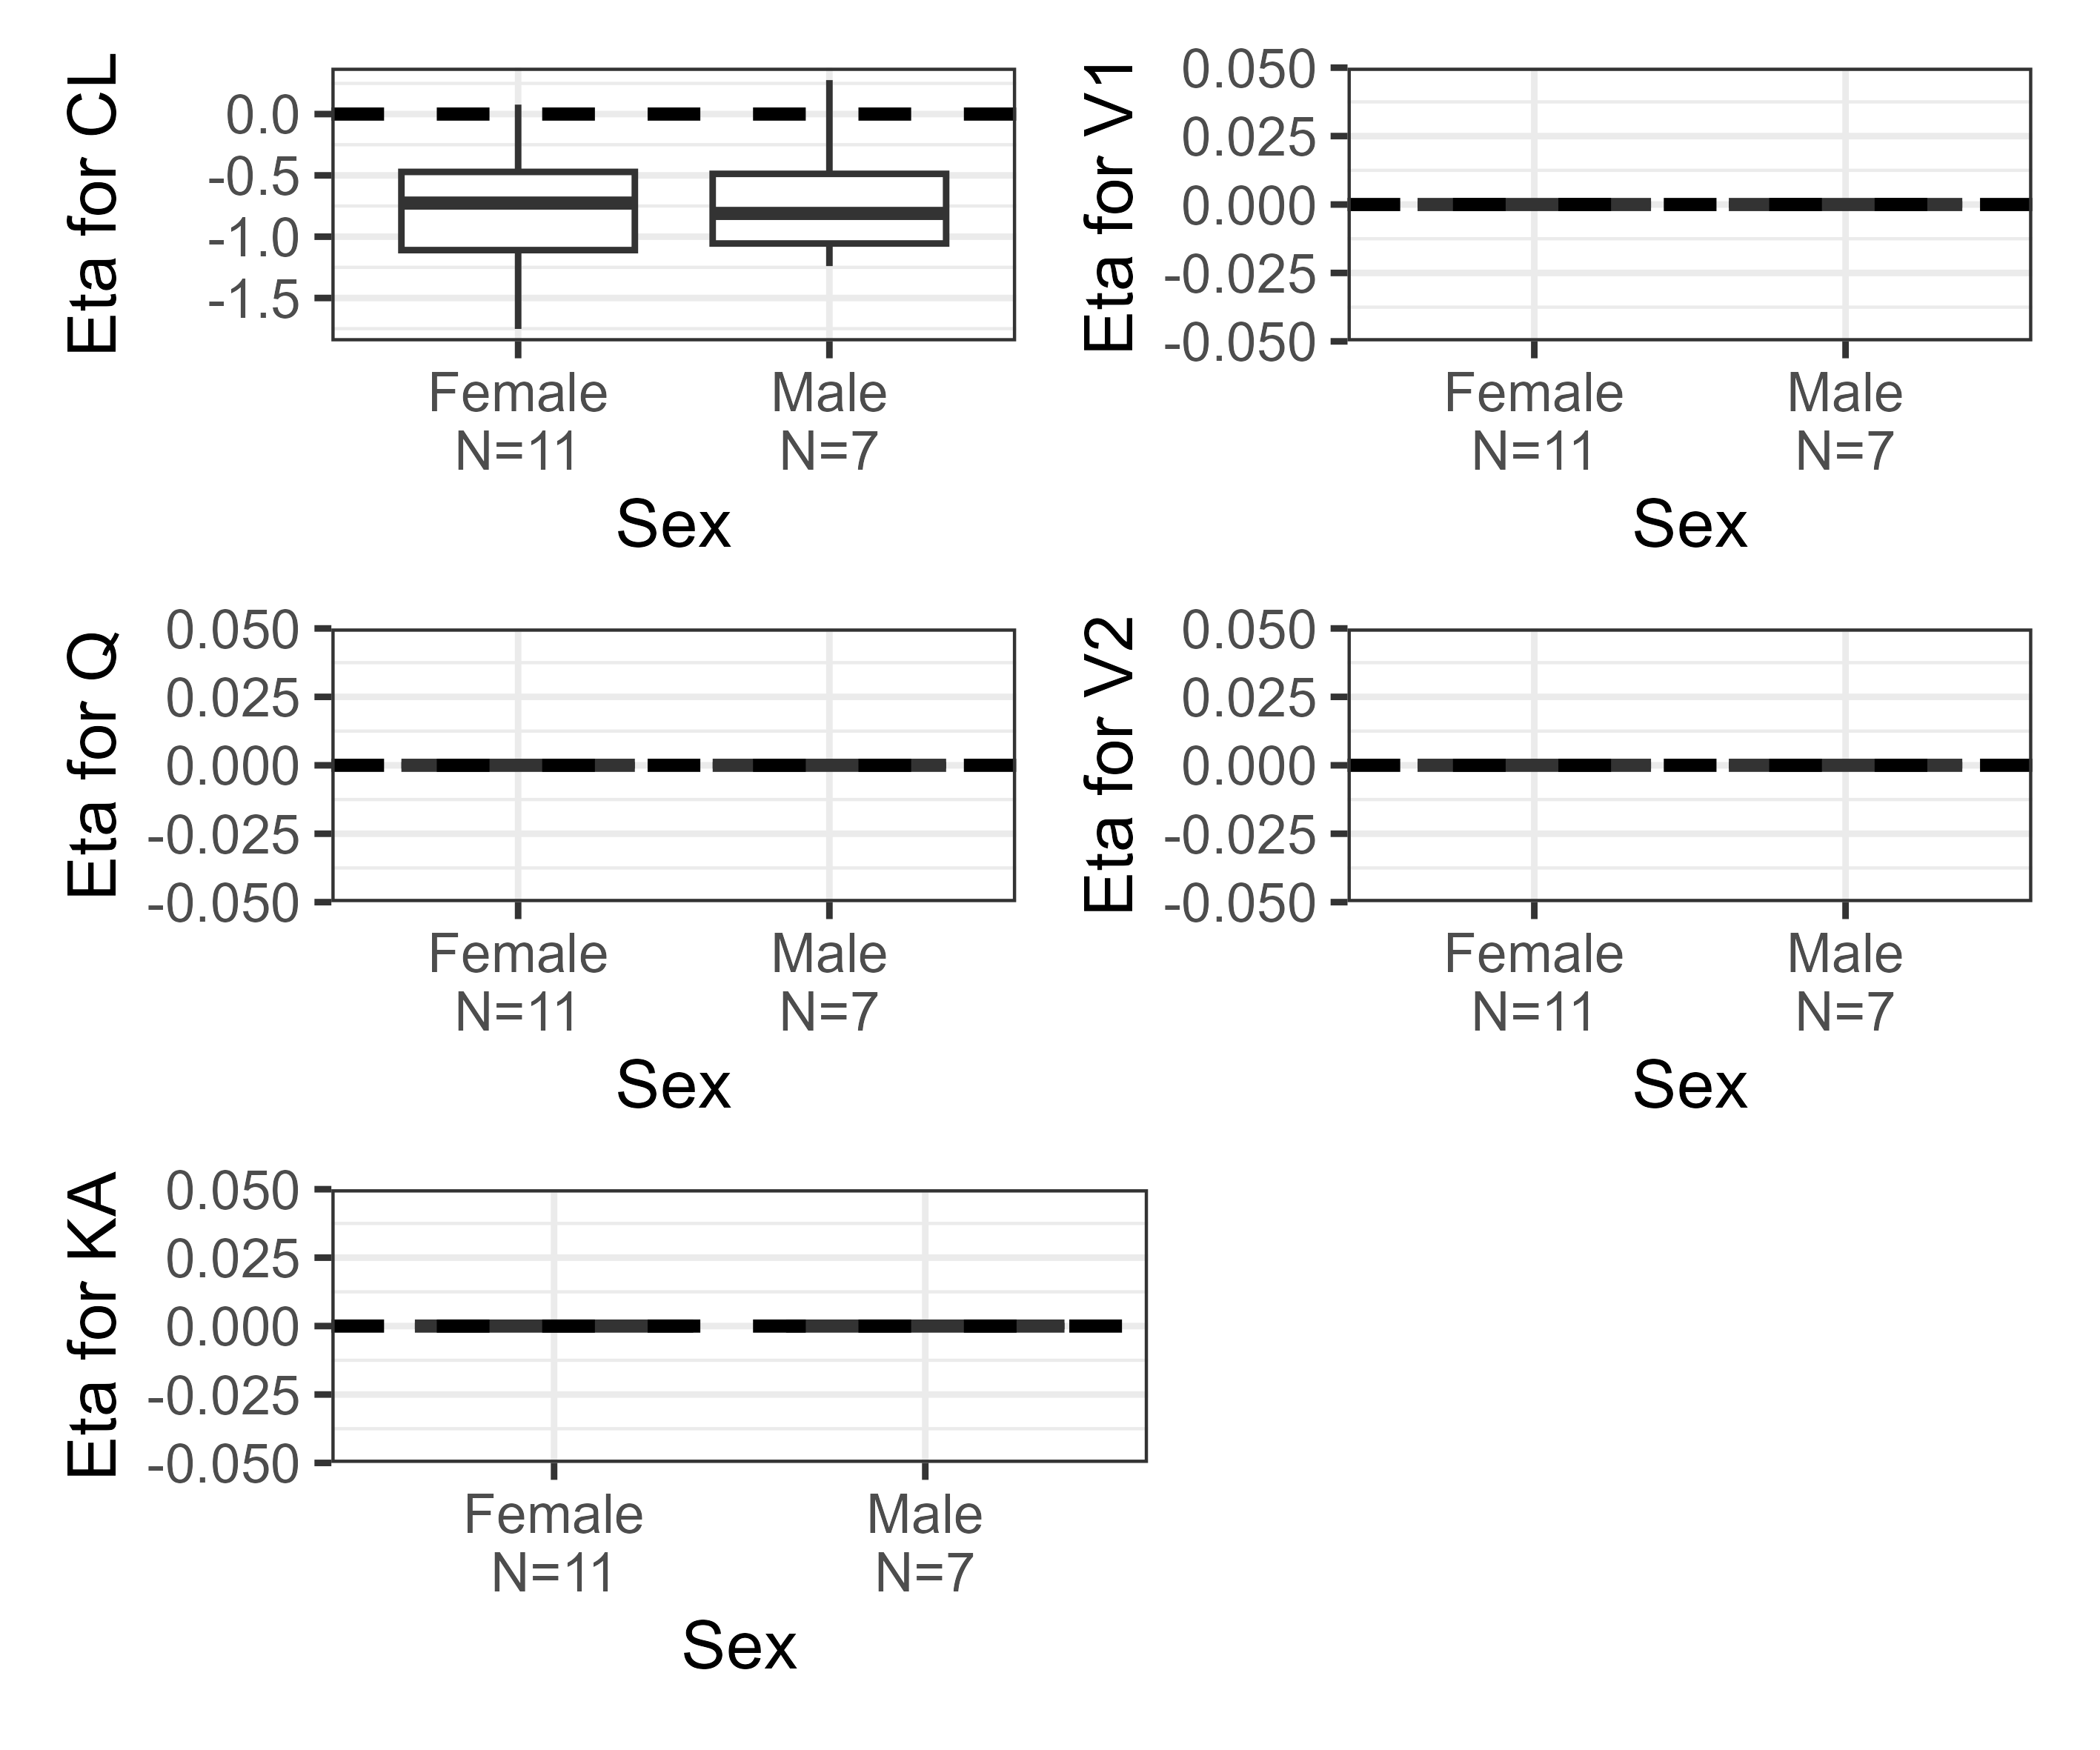 Eta for CL
0.0
-0.5
-1.0
-1.5
Female Male
N=11 N=7
Sex
Eta for V1
0.050
0.025
0.000
-0.025
-0.050
Female Male
N=11 N=7
Sex
Eta for Q
0.050
0.025
0.000
-0.025
-0.050
Female Male
N=11 N=7
Sex
Eta for V2
0.050
0.025
0.000
-0.025
-0.050
Female Male
N=11 N=7
Sex
Eta for KA
0.050
0.025
0.000
-0.025
-0.050
Female Male
N=11 N=7
Sex